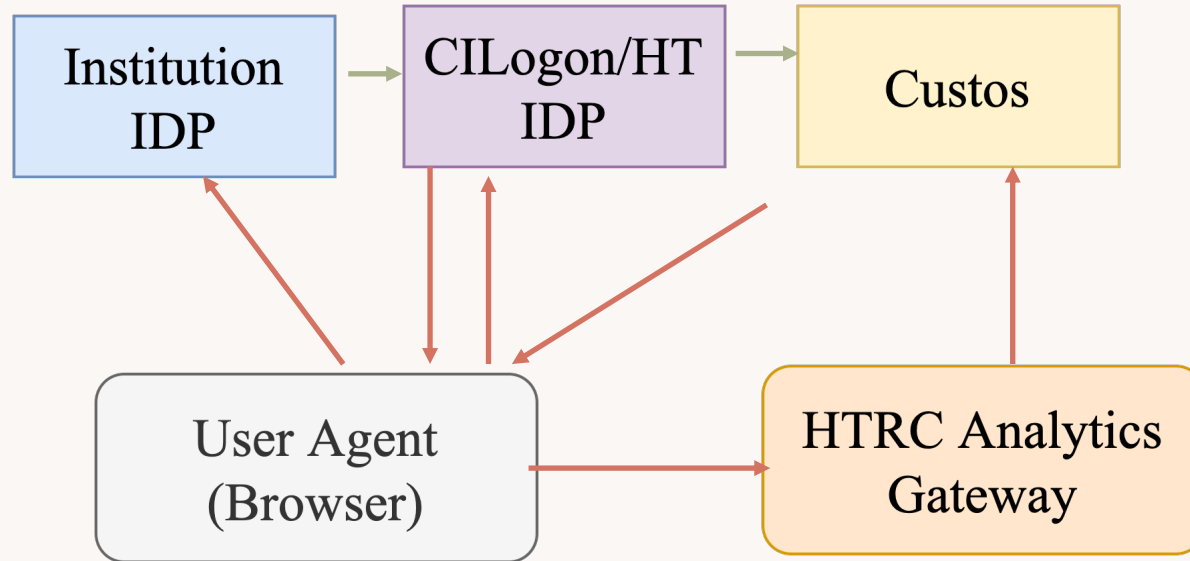 Institution
IDP
CILogon/HT
IDP
Custos
User Agent
(Browser)
HTRC Analytics
Gateway